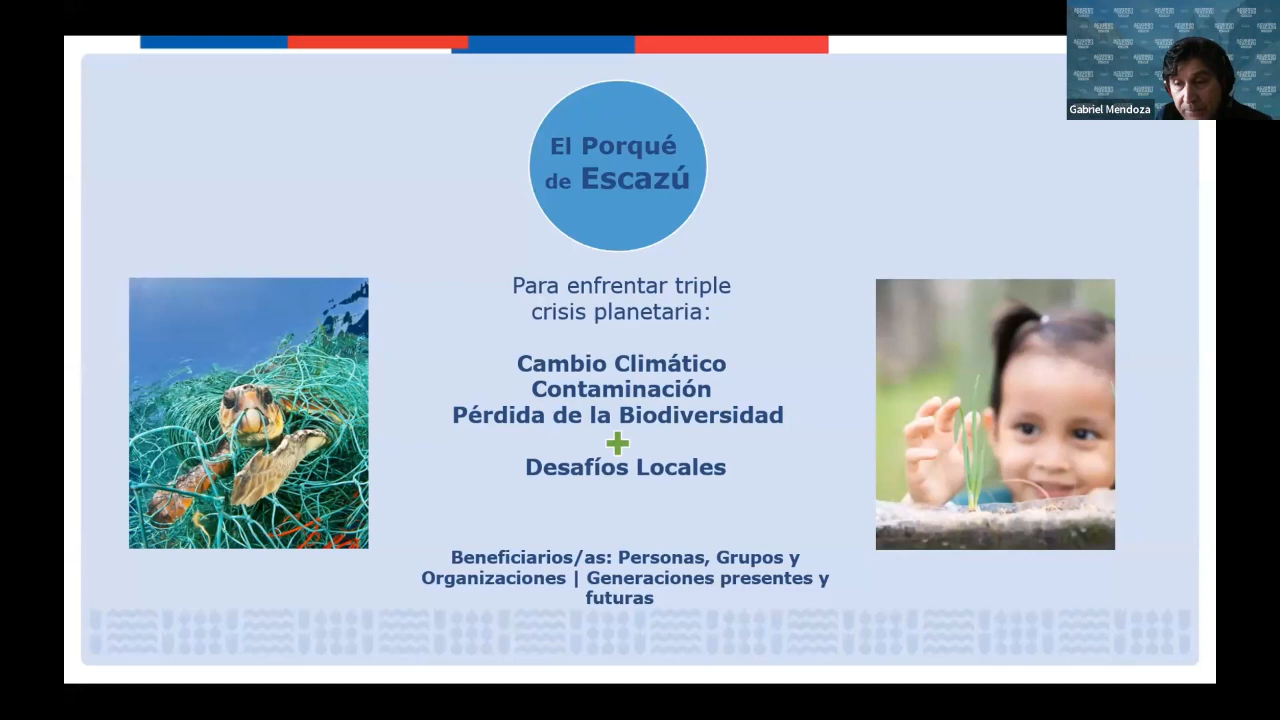 El Porqué
de Escazú
Para enfrentar triple
crisis planetaria:
Cambio Climático
Contaminación
Pérdida de la Biodiversidad
Desafíos Locales
Beneficiarios/as: Personas, Grupos y
Organizaciones | Generaciones presentes y
futuras
Gabriel Mendoza